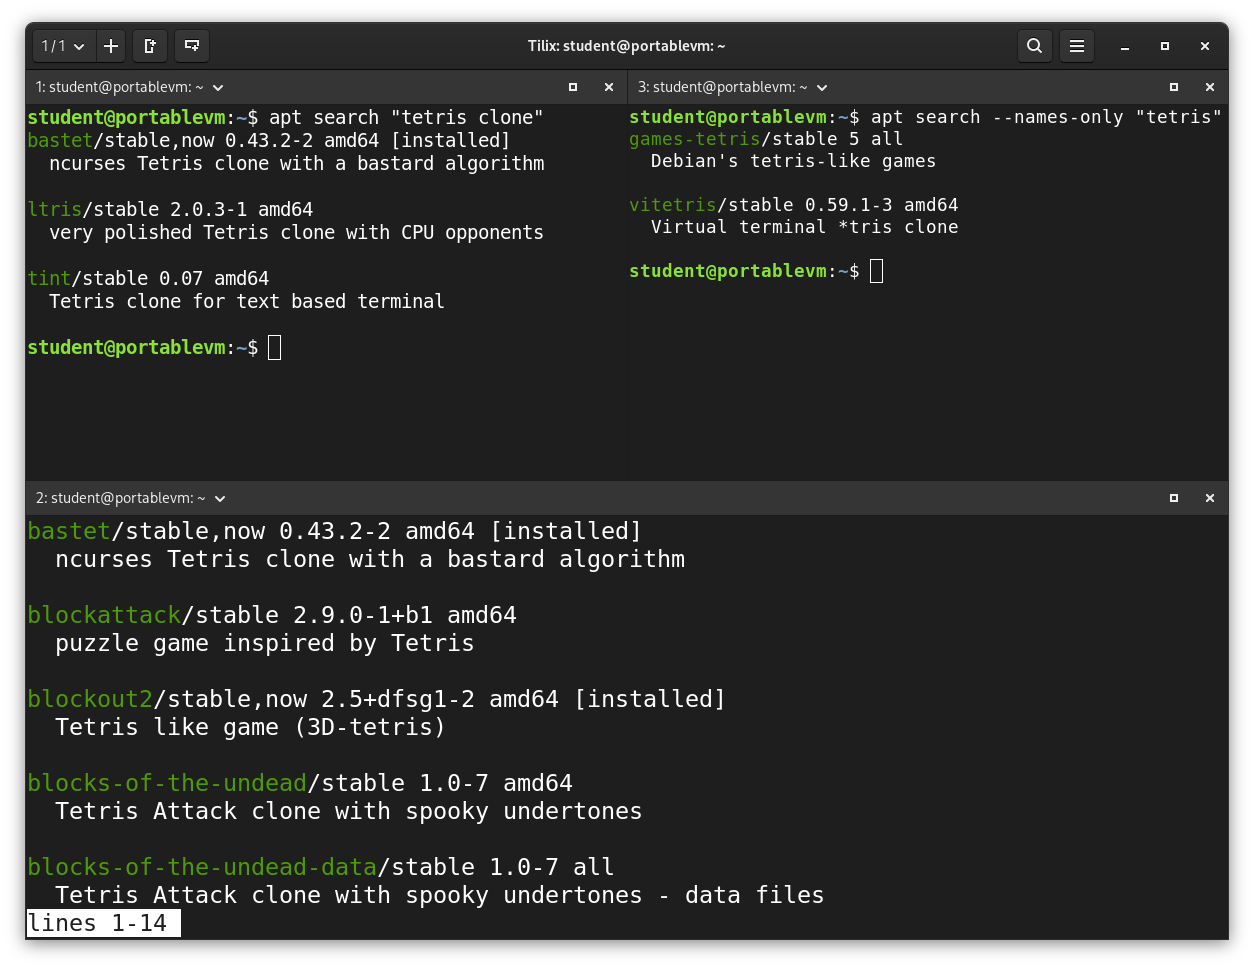 1 / 1
Tilix: student@portablevm: ~
1: student@portablevm: ~
student@portablevm:~$ apt search "tetris clone"
bastet/stable,now 0.43.2-2 amd64 [installed]
  ncurses Tetris clone with a bastard algorithm

ltris/stable 2.0.3-1 amd64
  very polished Tetris clone with CPU opponents

tint/stable 0.07 amd64
  Tetris clone for text based terminal

student@portablevm:~$
3: student@portablevm: ~
student@portablevm:~$ apt search --names-only "tetris"
games-tetris/stable 5 all
  Debian's tetris-like games

vitetris/stable 0.59.1-3 amd64
  Virtual terminal *tris clone

student@portablevm:~$
2: student@portablevm: ~
bastet/stable,now 0.43.2-2 amd64 [installed]
  ncurses Tetris clone with a bastard algorithm

blockattack/stable 2.9.0-1+b1 amd64
  puzzle game inspired by Tetris

blockout2/stable,now 2.5+dfsg1-2 amd64 [installed]
  Tetris like game (3D-tetris)

blocks-of-the-undead/stable 1.0-7 amd64
  Tetris Attack clone with spooky undertones

blocks-of-the-undead-data/stable 1.0-7 all
  Tetris Attack clone with spooky undertones - data files
lines 1-14